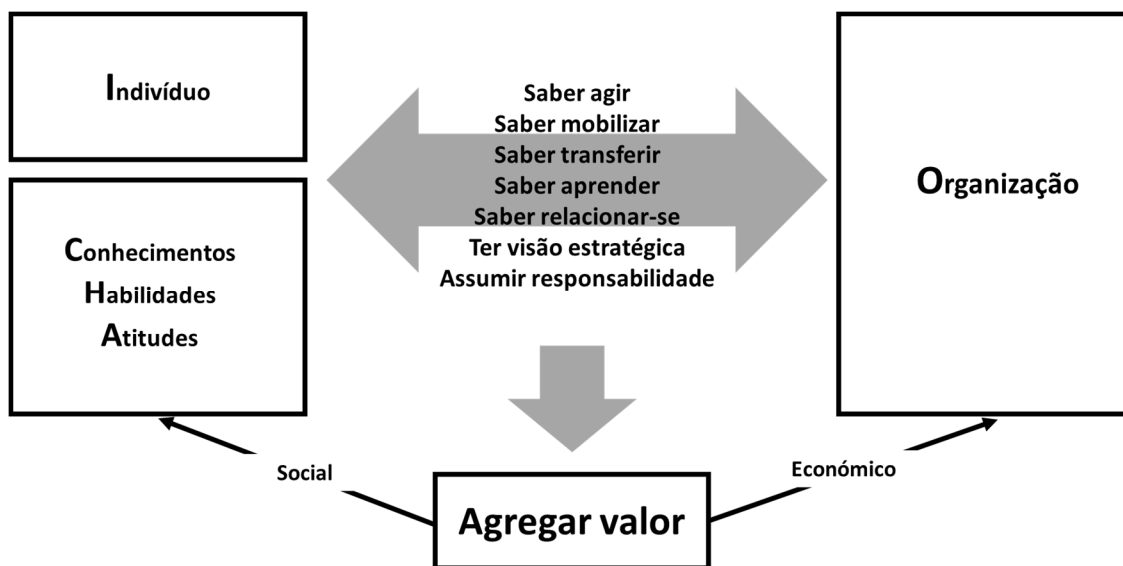 Indivíduo
Conhecimentos
Habilidades
Atitudes
Saber agir
Saber mobilizar
Saber transferir
Saber aprender
Saber relacionar-se
Ter visão estratégica
Assumir responsabilidade
Organização
Social
Económico
Agregar valor